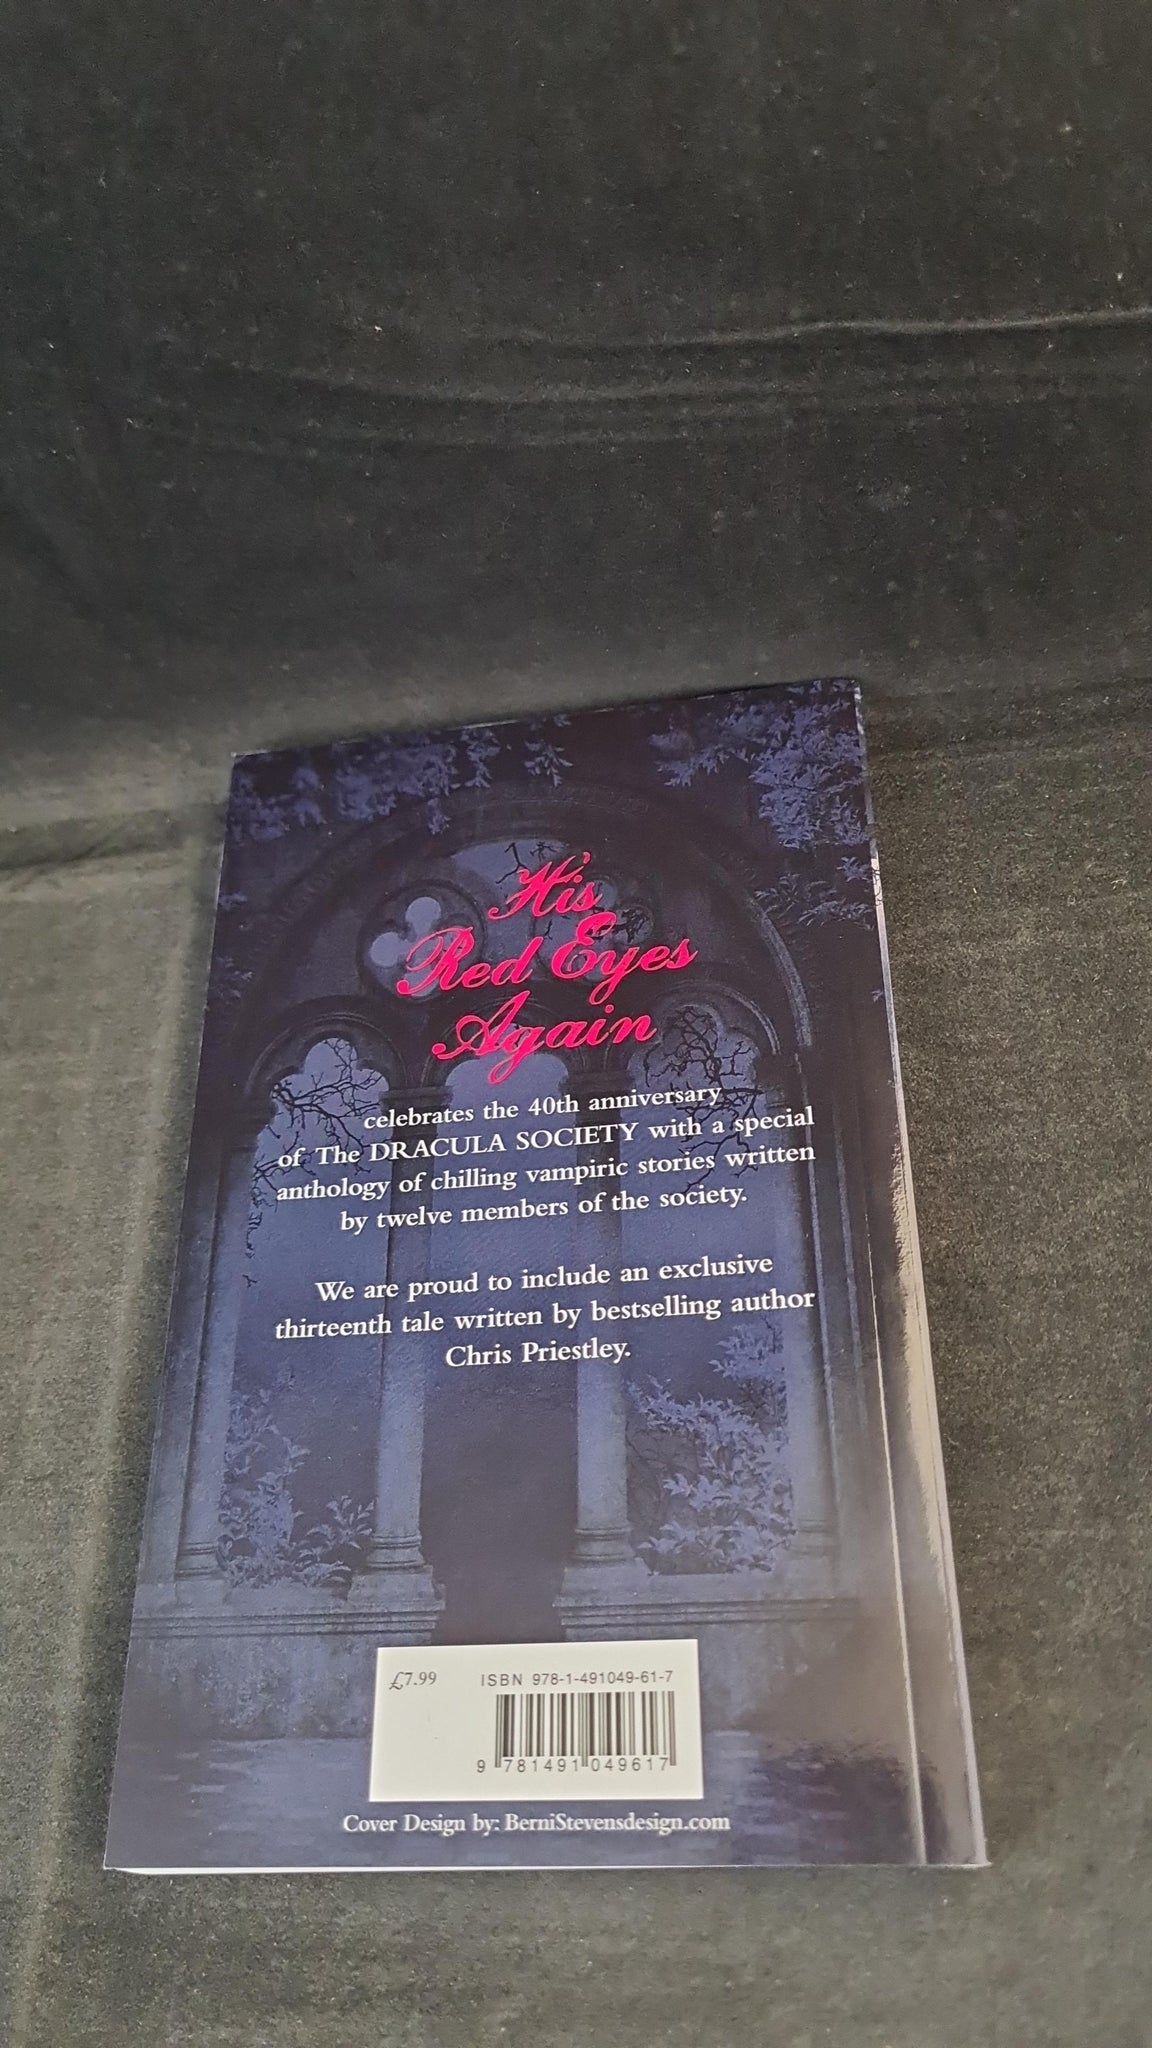 His
Red Eyes
Again
celebrates the 40th anniversary
of The DRACULA SOCIETY with a special
anthology of chilling vampiric stories written
by twelve members of the society.
We are proud to include an exclusive
thirteenth tale written by bestselling author
Chris Priestley.
£7.99
ISBN 978-1-491049-61-7
9 781491 049617
Cover Design by: BerniStevensdesign.com